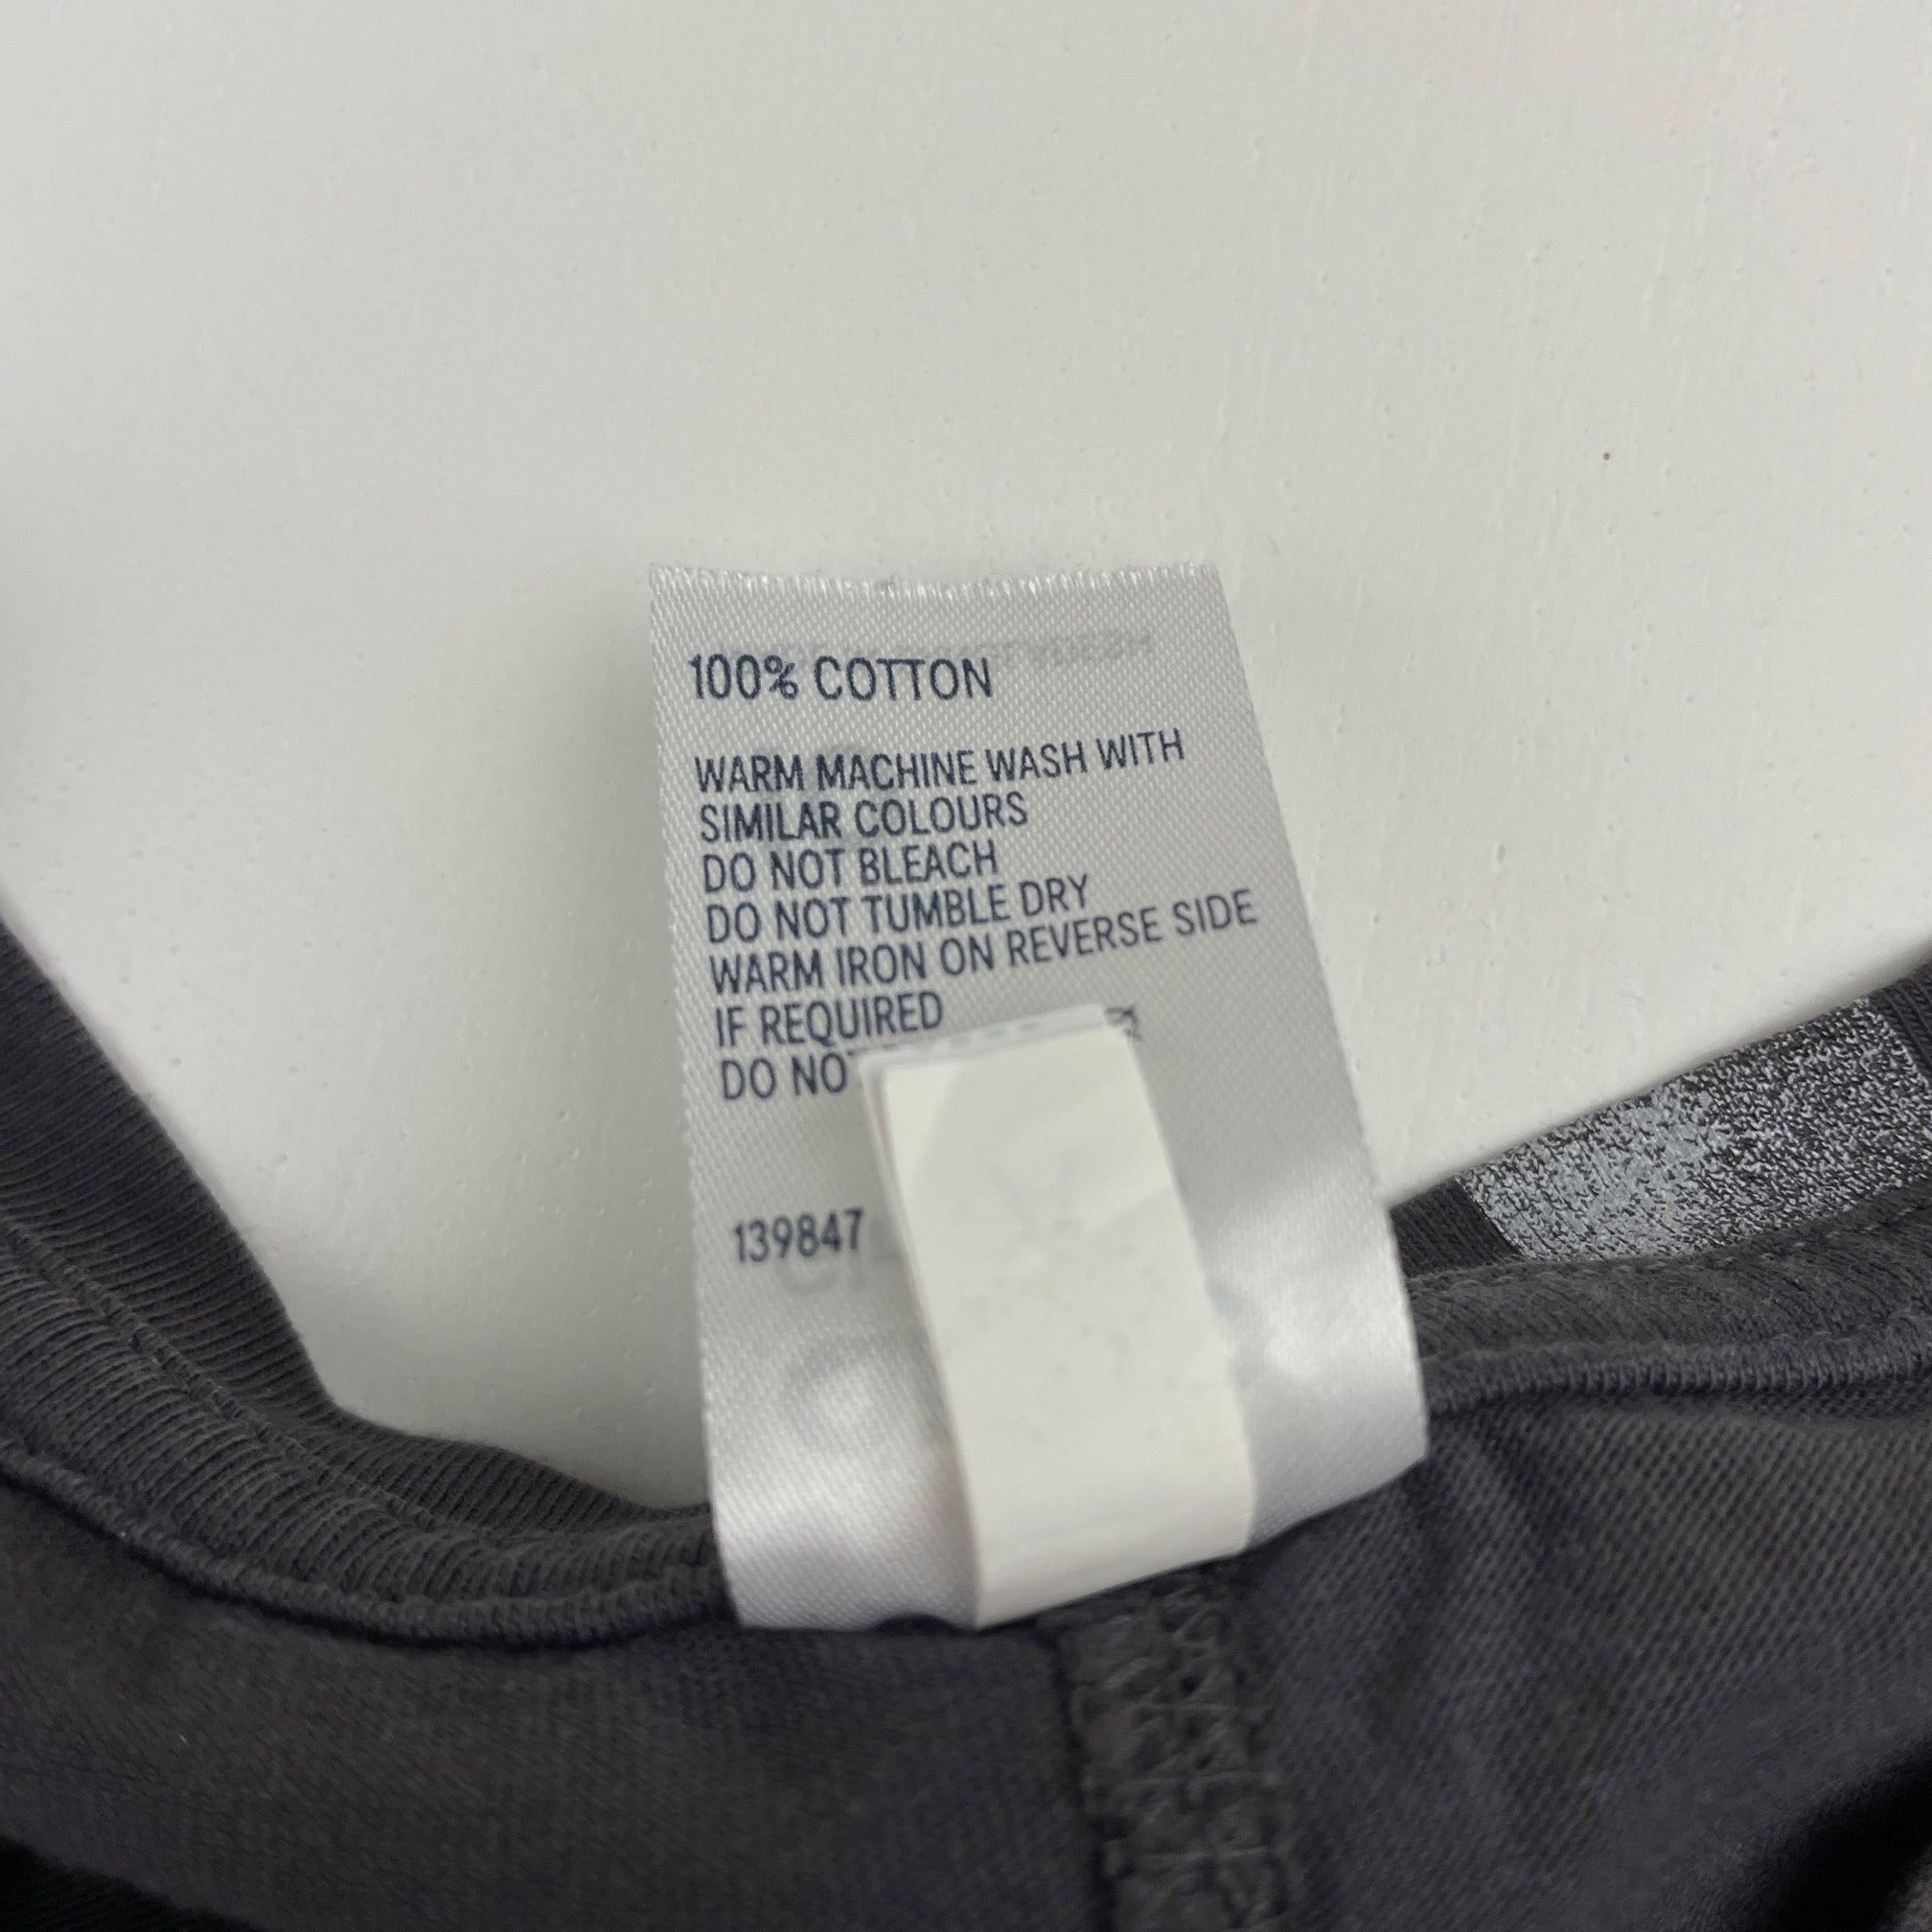 100% COTTON
WARM MACHINE WASH WITH
SIMILAR COLOURS
DO NOT BLEACH
DO NOT TUMBLE DRY
WARM IRON ON REVERSE SIDE
IF REQUIRED
DO NO
139847